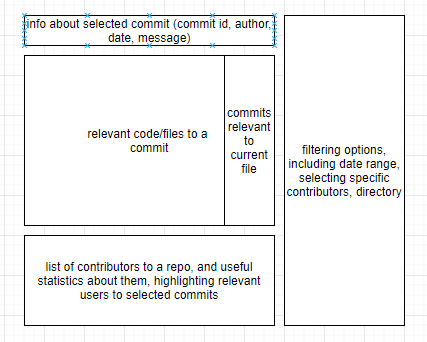 info about selected commit (commit id, author,
date, message)
relevant code/files to a
commit
commits
relevant
to
current
file
filtering options,
including date range,
selecting specific
contributors, directory
list of contributors to a repo, and useful
statistics about them, highlighting relevant
users to selected commits